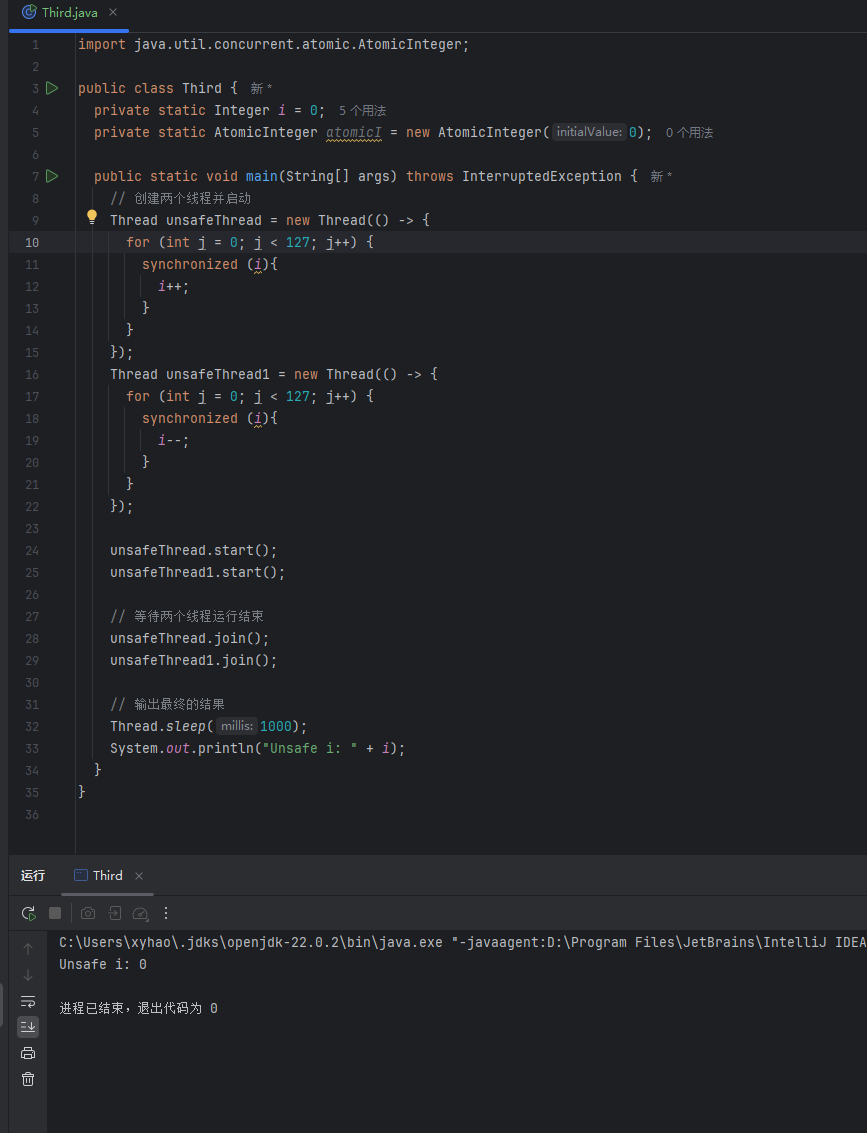 Third.java ×
1 import java.util.concurrent.atomic.AtomicInteger;
2
3 public class Third { 新 *
4 private static Integer i = 0; 5 个用法
5 private static AtomicInteger atomicI = new AtomicInteger( initialValue: 0); 0 个用法
6
7 public static void main(String[] args) throws InterruptedException { 新 *
8 // 创建两个线程并启动
9 Thread unsafeThread = new Thread(() -> {
10 for (int j = 0; j < 127; j++) {
11 synchronized (i){
12 i++;
13 }
14 }
15 });
16 Thread unsafeThread1 = new Thread(() -> {
17 for (int j = 0; j < 127; j++) {
18 synchronized (i){
19 i--;
20 }
21 }
22 });
23
24 unsafeThread.start();
25 unsafeThread1.start();
26
27 // 等待两个线程运行结束
28 unsafeThread.join();
29 unsafeThread1.join();
30
31 // 输出最终的结果
32 Thread.sleep( millis: 1000);
33 System.out.println("Unsafe i: " + i);
34 }
35 }
36
运行 Third ×
C:\Users\xyhao\.jdks\openjdk-22.0.2\bin\java.exe "-javaagent:D:\Program Files\JetBrains\IntelliJ IDEA
Unsafe i: 0
进程已结束，退出代码为 0